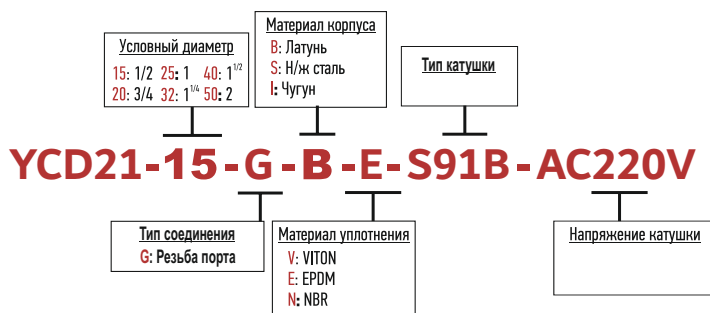 Условный диаметр
15: 1/2 25: 1 40: 1 1/2
20: 3/4 32: 1 1/4 50: 2
Материал корпуса
B: Латунь
S: Н/ж сталь
I: Чугун
Тип катушки
YCD21-15-G-B-E-S91B-AC220V
Тип соединения
G: Резьба порта
Материал уплотнения
V: VITON
E: EPDM
N: NBR
Напряжение катушки